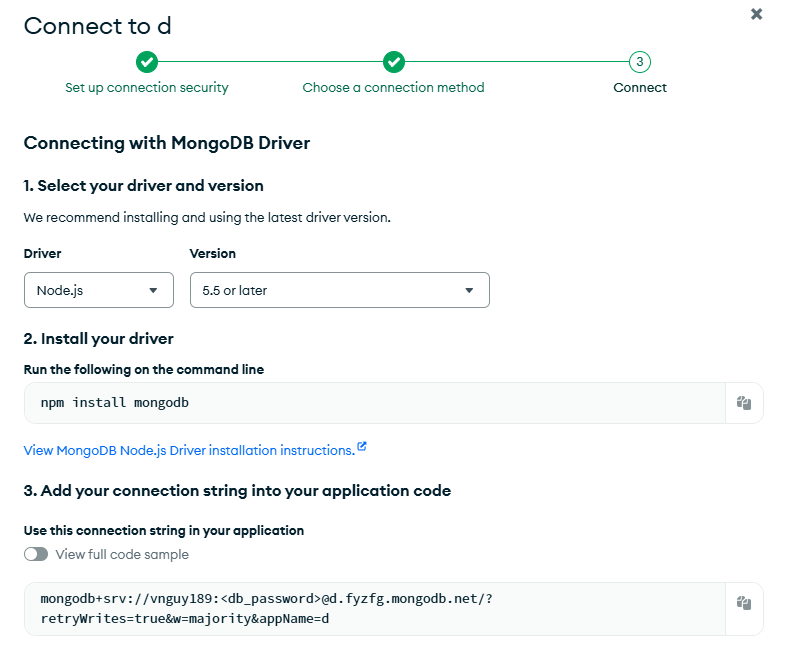 Connect to d
Set up connection security
Choose a connection method
3
Connect
Connecting with MongoDB Driver
1. Select your driver and version
We recommend installing and using the latest driver version.
Driver
Version
Node.js
5.5 or later
2. Install your driver
Run the following on the command line
npm install mongodb
View MongoDB Node.js Driver installation instructions.
3. Add your connection string into your application code
Use this connection string in your application
View full code sample
mongodb+srv://vnguy189:<db_password>@d.fyzfg.mongodb.net/?
retryWrites=true&w=majority&appName=d